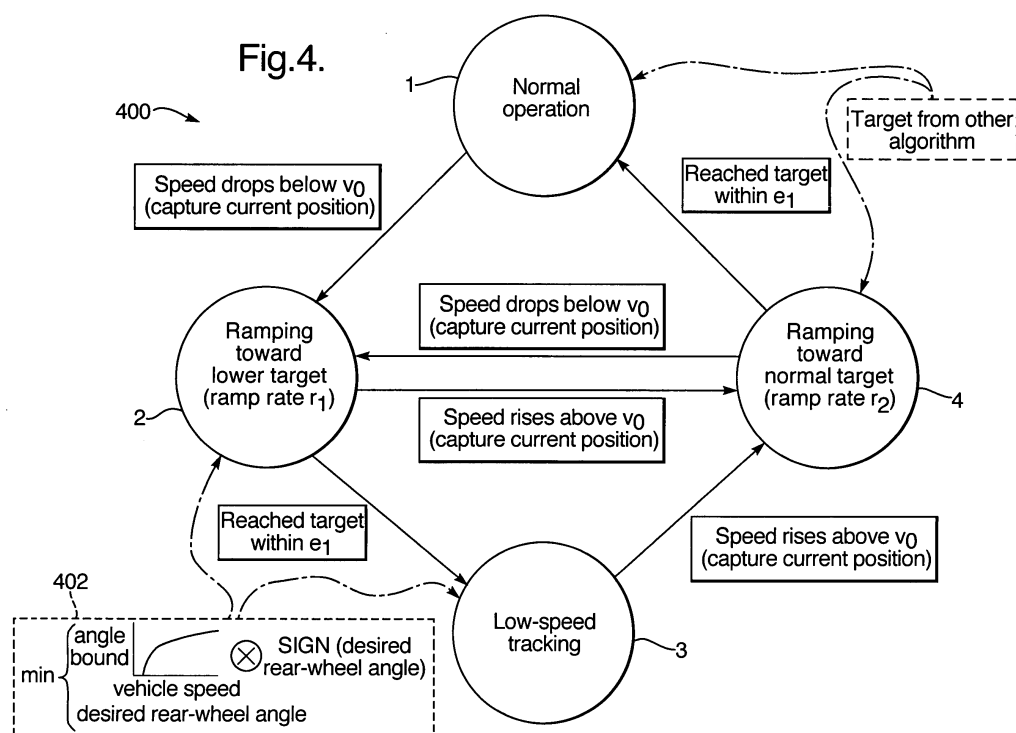 Fig.4.
400
1
Normal
operation
Target from other
algorithm
Speed drops below v0
(capture current position)
Reached target
within e1
Speed drops below v0
(capture current position)
Ramping
toward
lower target
(ramp rate r1)
2
Ramping
toward
normal target
(ramp rate r2)
4
Speed rises above v0
(capture current position)
Reached target
within e1
Speed rises above v0
(capture current position)
Low-speed
tracking
3
402
min
angle
bound
vehicle speed
SIGN (desired
rear-wheel angle)
desired rear-wheel angle